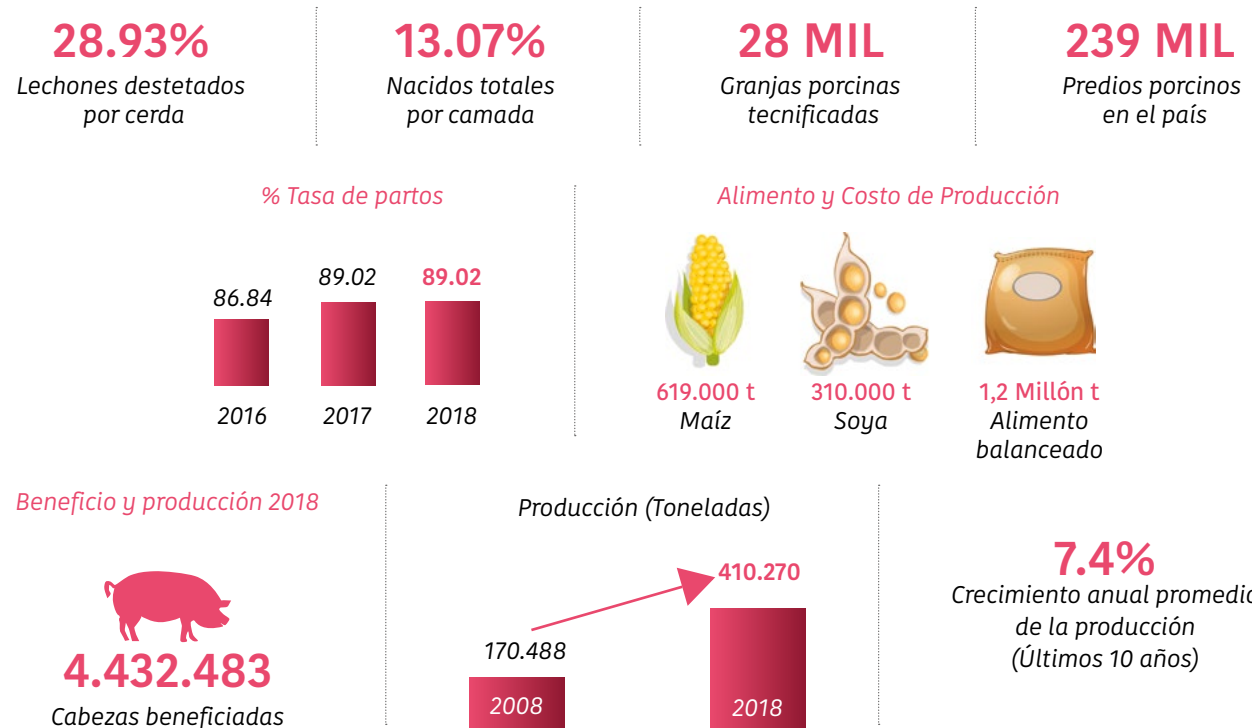 28.93%
Lechones destetados
por cerda
13.07%
Nacidos totales
por camada
28 MIL
Granjas porcinas
tecnificadas
239 MIL
Predios porcinos
en el país
% Tasa de partos
86.84
89.02
89.02
2016
2017
2018
Alimento y Costo de Producción
619.000 t
Maíz
310.000 t
Soya
1,2 Millón t
Alimento
balanceado
Beneficio y producción 2018
4.432.483
Cabezas beneficiadas
Producción (Toneladas)
170.488
410.270
2008
2018
7.4%
Crecimiento anual promedio
de la producción
(Últimos 10 años)